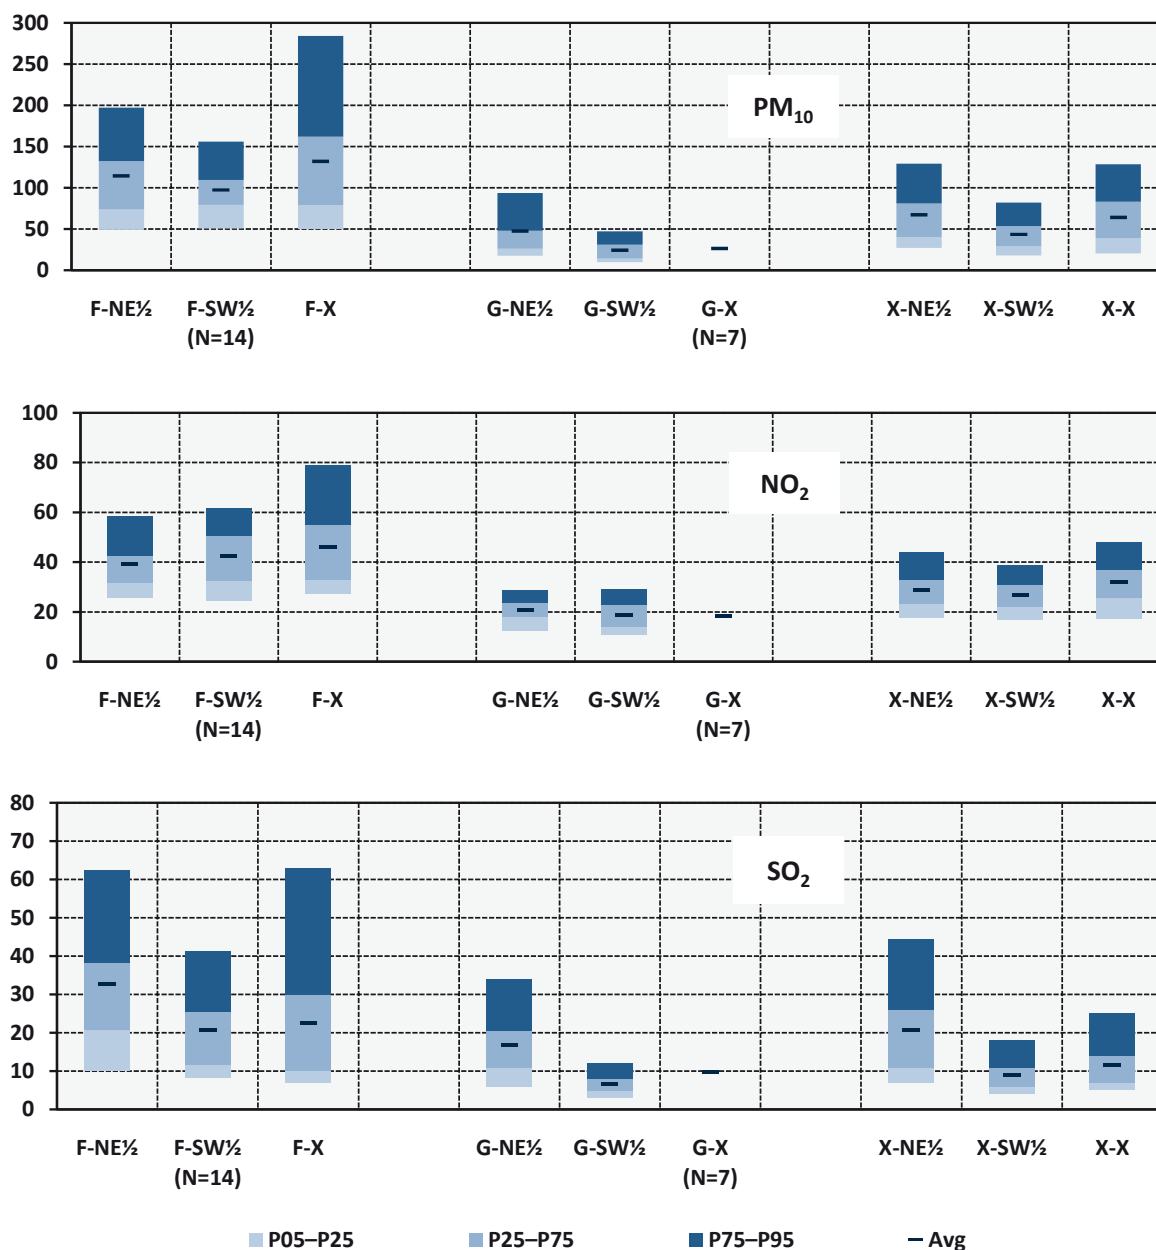 300
250
200
150
100
50
0
PM10
F-NE½ F-SW½ F-X G-NE½ G-SW½ G-X X-NE½ X-SW½ X-X
(N=14) (N=7)
100
80
60
40
20
0
NO2
F-NE½ F-SW½ F-X G-NE½ G-SW½ G-X X-NE½ X-SW½ X-X
(N=14) (N=7)
80
70
60
50
40
30
20
10
0
SO2
F-NE½ F-SW½ F-X G-NE½ G-SW½ G-X X-NE½ X-SW½ X-X
(N=14) (N=7)
P05–P25 P25–P75 P75–P95 Avg